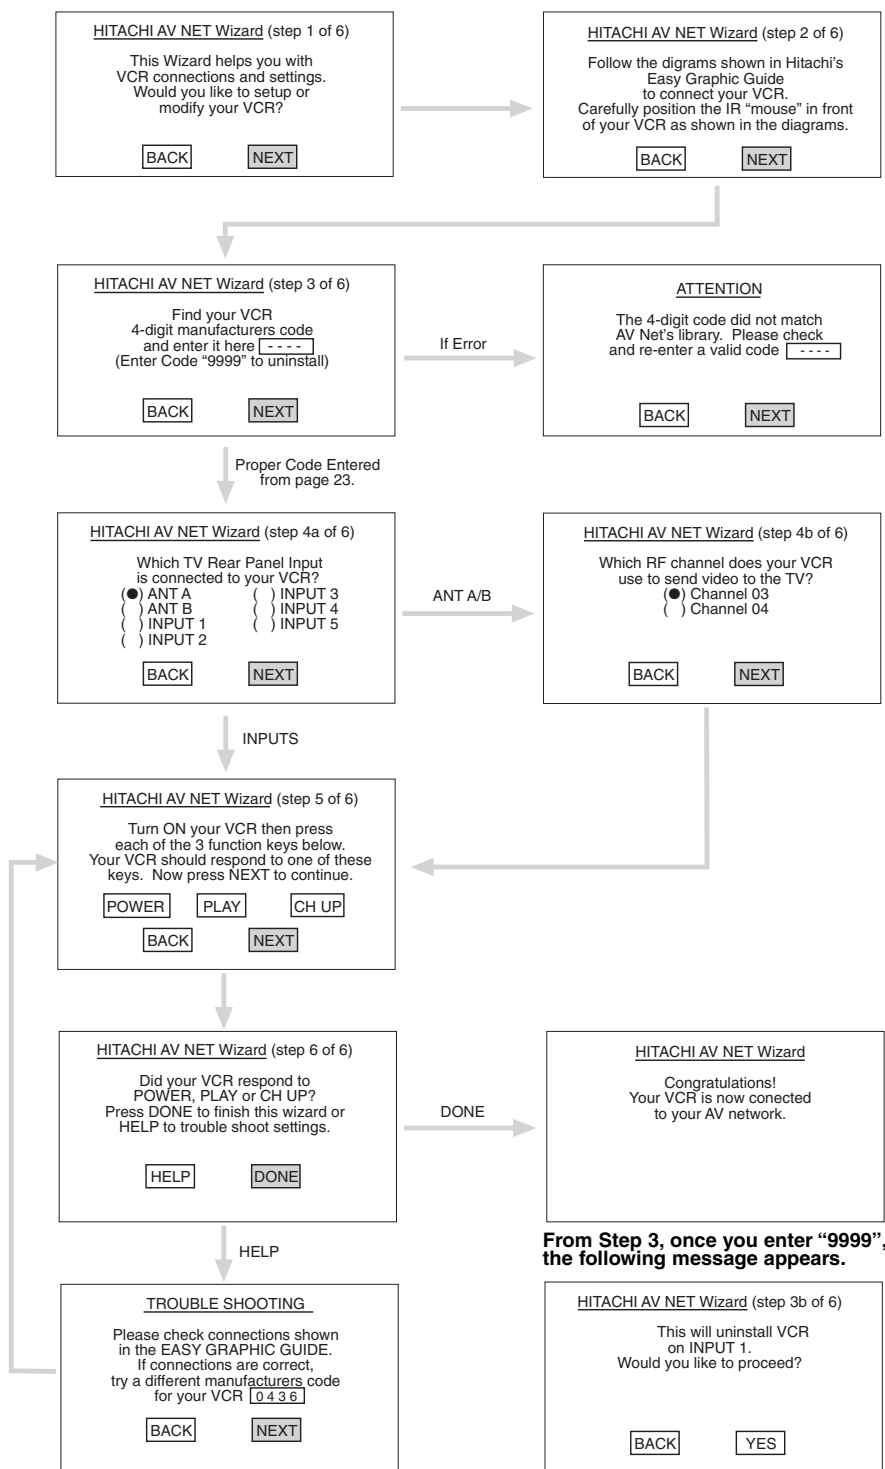 HITACHI AV NET Wizard (step 1 of 6)
This Wizard helps you with
VCR connections and settings.
Would you like to setup or
modify your VCR?
BACK NEXT
HITACHI AV NET Wizard (step 2 of 6)
Follow the digrams shown in Hitachi's
Easy Graphic Guide
to connect your VCR.
Carefully position the IR “mouse” in front
of your VCR as shown in the diagrams.
BACK NEXT
HITACHI AV NET Wizard (step 3 of 6)
Find your VCR
4-digit manufacturers code
and enter it here - - - -
(Enter Code “9999” to uninstall)
BACK NEXT
If Error
ATTENTION
The 4-digit code did not match
AV Net's library. Please check
and re-enter a valid code - - - -
BACK NEXT
Proper Code Entered
from page 23.
HITACHI AV NET Wizard (step 4a of 6)
Which TV Rear Panel Input
is connected to your VCR?
(●) ANT A ( ) INPUT 3
( ) ANT B ( ) INPUT 4
( ) INPUT 1 ( ) INPUT 5
( ) INPUT 2
BACK NEXT
ANT A/B
HITACHI AV NET Wizard (step 4b of 6)
Which RF channel does your VCR
use to send video to the TV?
(●) Channel 03
( ) Channel 04
BACK NEXT
INPUTS
HITACHI AV NET Wizard (step 5 of 6)
Turn ON your VCR then press
each of the 3 function keys below.
Your VCR should respond to one of these
keys. Now press NEXT to continue.
POWER PLAY CH UP
BACK NEXT
HITACHI AV NET Wizard (step 6 of 6)
Did your VCR respond to
POWER, PLAY or CH UP?
Press DONE to finish this wizard or
HELP to trouble shoot settings.
HELP DONE
DONE
HITACHI AV NET Wizard
Congratulations!
Your VCR is now conected
to your AV network.
HELP
TROUBLE SHOOTING
Please check connections shown
in the EASY GRAPHIC GUIDE.
If connections are correct,
try a different manufacturers code
for your VCR 0 4 3 6
BACK NEXT
From Step 3, once you enter “9999”,
the following message appears.
HITACHI AV NET Wizard (step 3b of 6)
This will uninstall VCR
on INPUT 1.
Would you like to proceed?
BACK YES